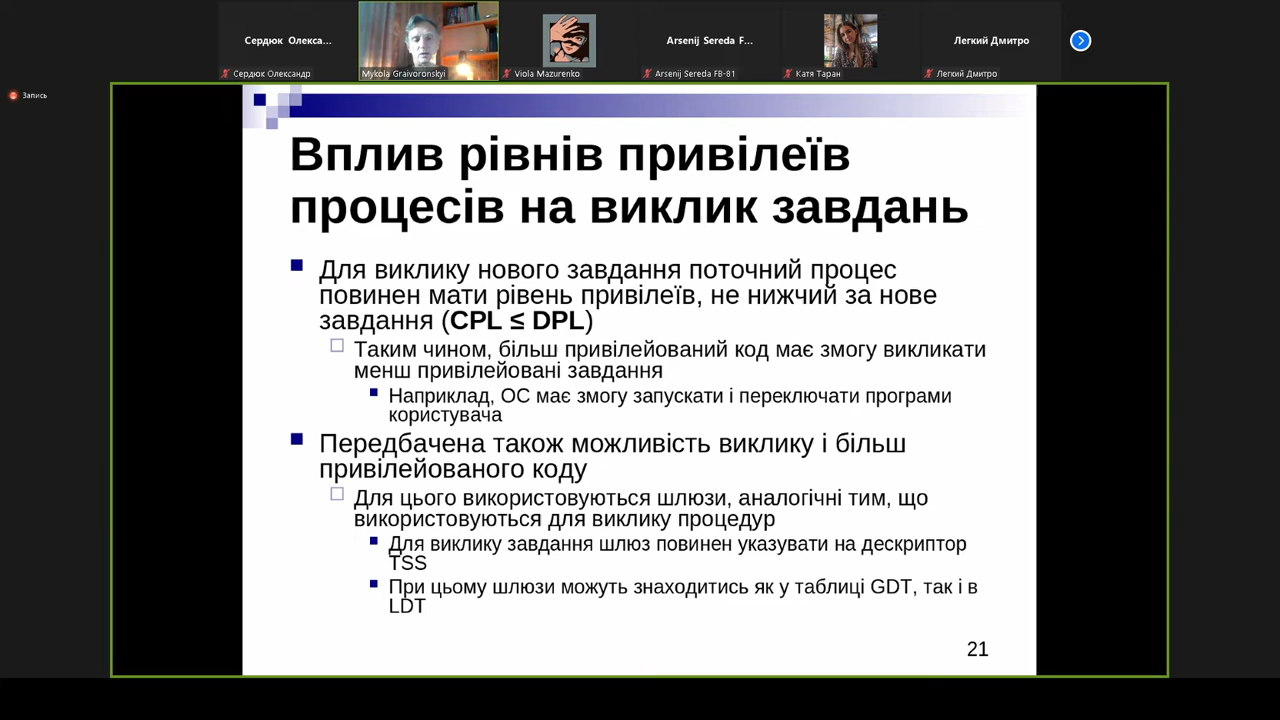 Сердюк Олекса...
Arsenij Sereda F...
Легкий Дмитро
Сердюк Олександр
Mykola Graivoronskyi
Viola Mazurenko
Arsenij Sereda FB-81
Катя Таран
Легкий Дмитро
Запись
Вплив рівнів привілеїв
процесів на виклик завдань
Для виклику нового завдання поточний процес
повинен мати рівень привілеїв, не нижчий за нове
завдання (CPL ≤ DPL)
Таким чином, більш привілейований код має змогу викликати
менш привілейовані завдання
Наприклад, ОС має змогу запускати і переключати програми
користувача
Передбачена також можливість виклику і більш
привілейованого коду
Для цього використовуються шлюзи, аналогічні тим, що
використовуються для виклику процедур
Для виклику завдання шлюз повинен указувати на дескриптор
TSS
При цьому шлюзи можуть знаходитись як у таблиці GDT, так і в
LDT
21